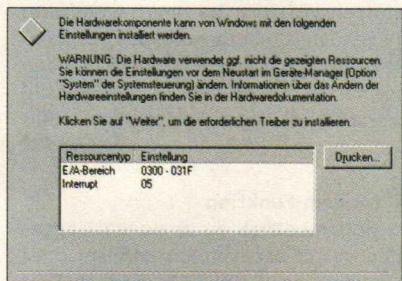 Die Hardwarekomponente kann von Windows mit den folgenden
Einstellungen installiert werden.
WARNUNG: Die Hardware verwendet ggf. nicht die gezeigten Ressourcen.
Sie können die Einstellungen vor dem Neustart im Geräte-Manager (Option
"System" der Systemsteuerung) ändern. Informationen über das Ändern der
Hardwareeinstellungen finden Sie in der Hardwaredokumentation.
Klicken Sie auf "Weiter", um die erforderlichen Treiber zu installieren.
Ressourcentyp Einstellung
E/A-Bereich 0300 - 031F
Interrupt 05
Drucken...